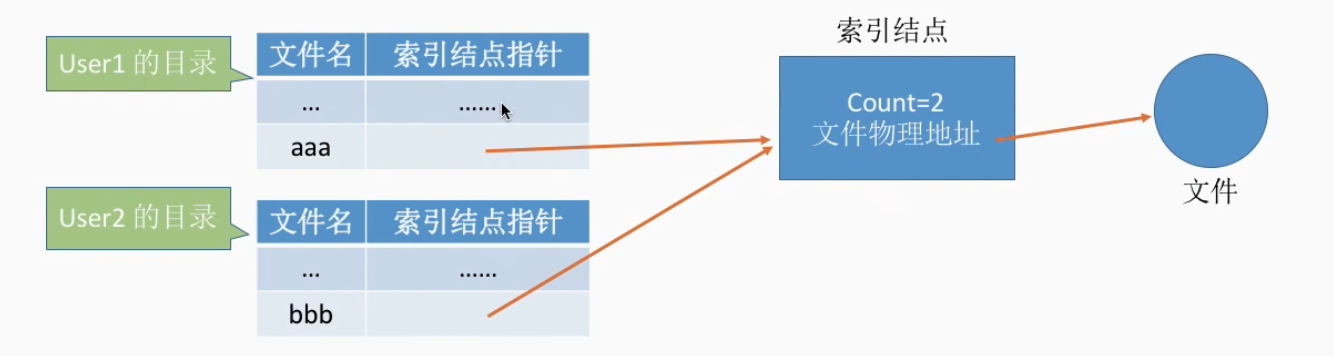 索引结点
User1 的目录
文件名 索引结点指针
... ......
aaa
Count=2
文件物理地址
文件
User2 的目录
文件名 索引结点指针
... ......
bbb